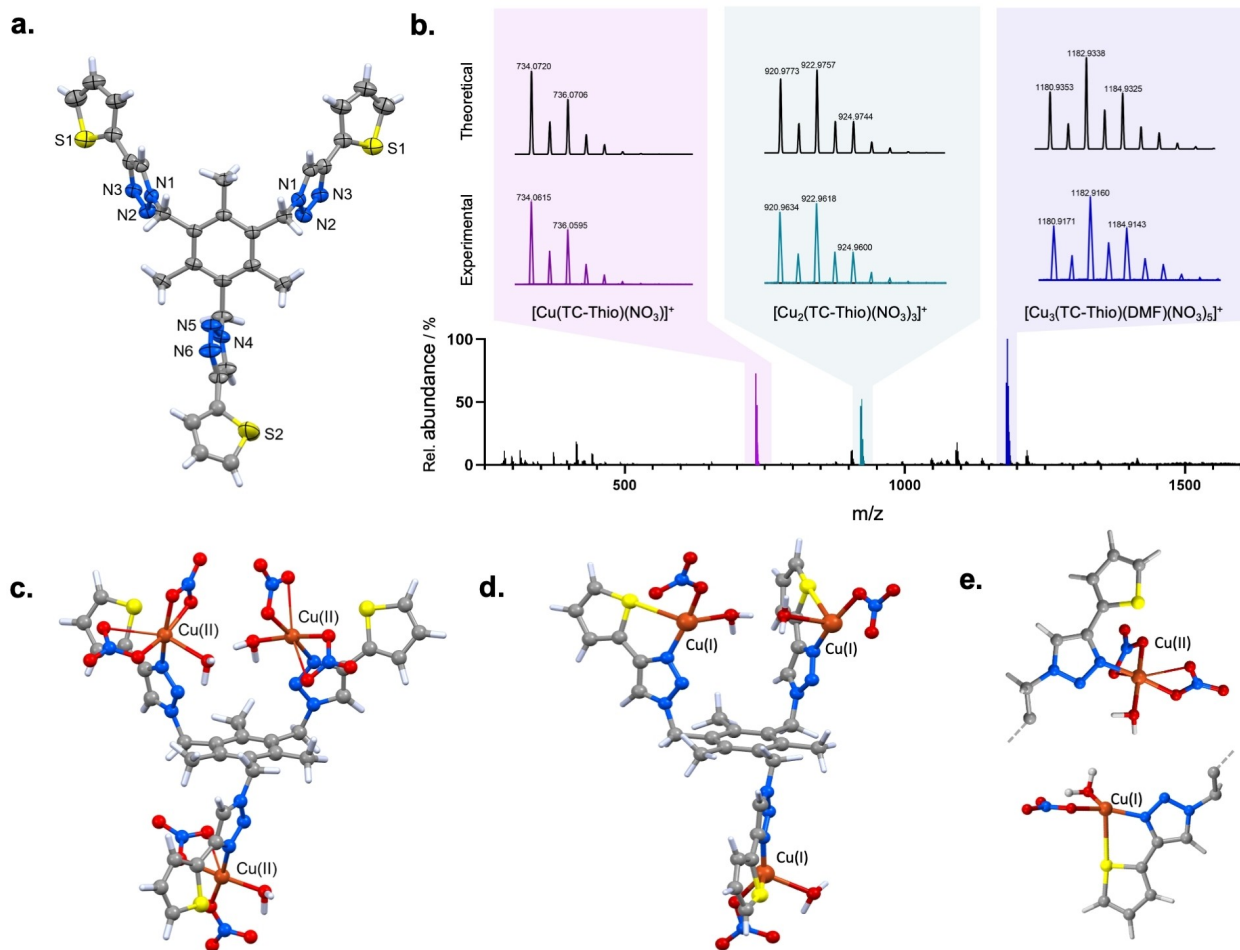 a.
S1
S1
N3
N1
N2
N1
N3
N2
N5
N4
N6
S2
b.
Theoretical
734.0720
736.0706
920.9773
922.9757
924.9744
1180.9353
1182.9338
1184.9325
Experimental
734.0615
736.0595
920.9634
922.9618
924.9600
1180.9171
1182.9160
1184.9143
[Cu(TC-Thio)(NO₃)]⁺
[Cu₂(TC-Thio)(NO₃)₃]⁺
[Cu₃(TC-Thio)(DMF)(NO₃)₅]⁺
Rel. abundance / %
100
50
0
500
1000
1500
m/z
c.
Cu(II)
Cu(II)
Cu(II)
d.
Cu(I)
Cu(I)
Cu(I)
e.
Cu(II)
Cu(I)